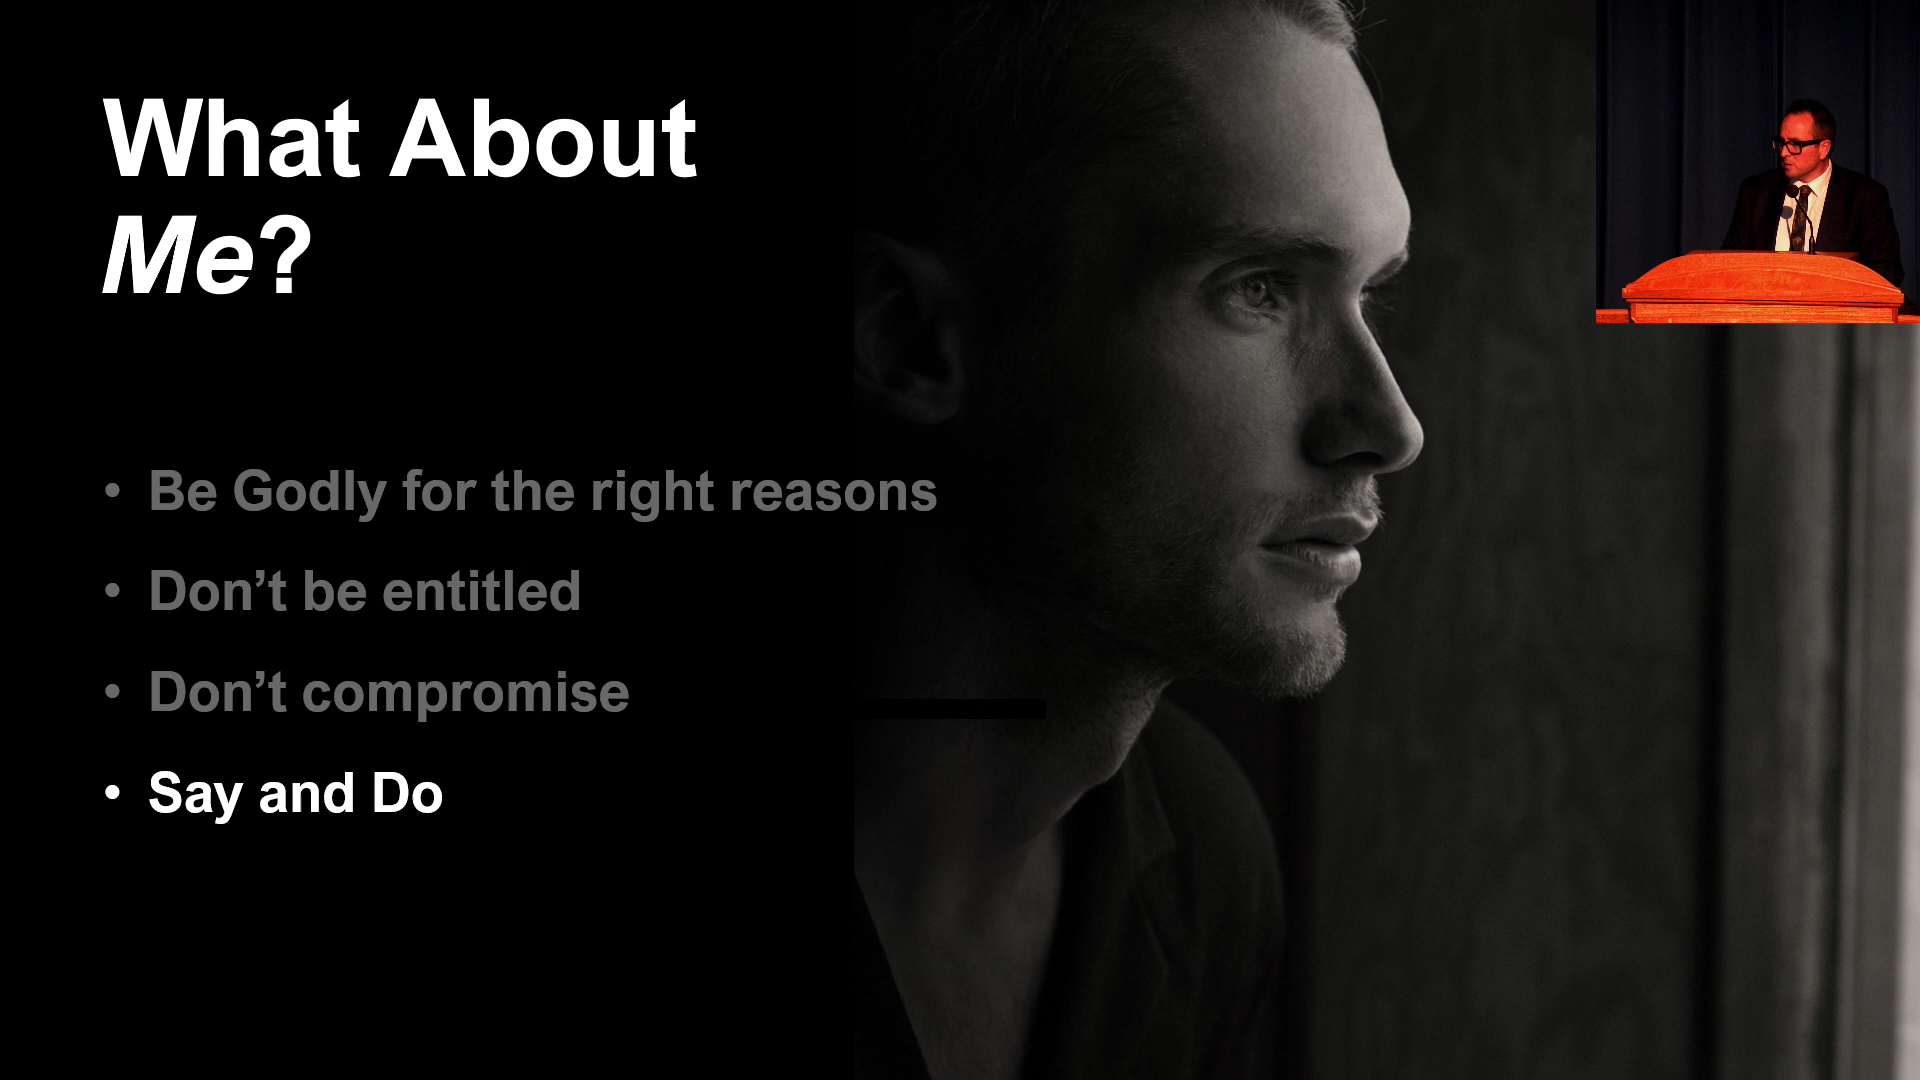 What About
Me?
• Be Godly for the right reasons
• Don’t be entitled
• Don’t compromise
• Say and Do